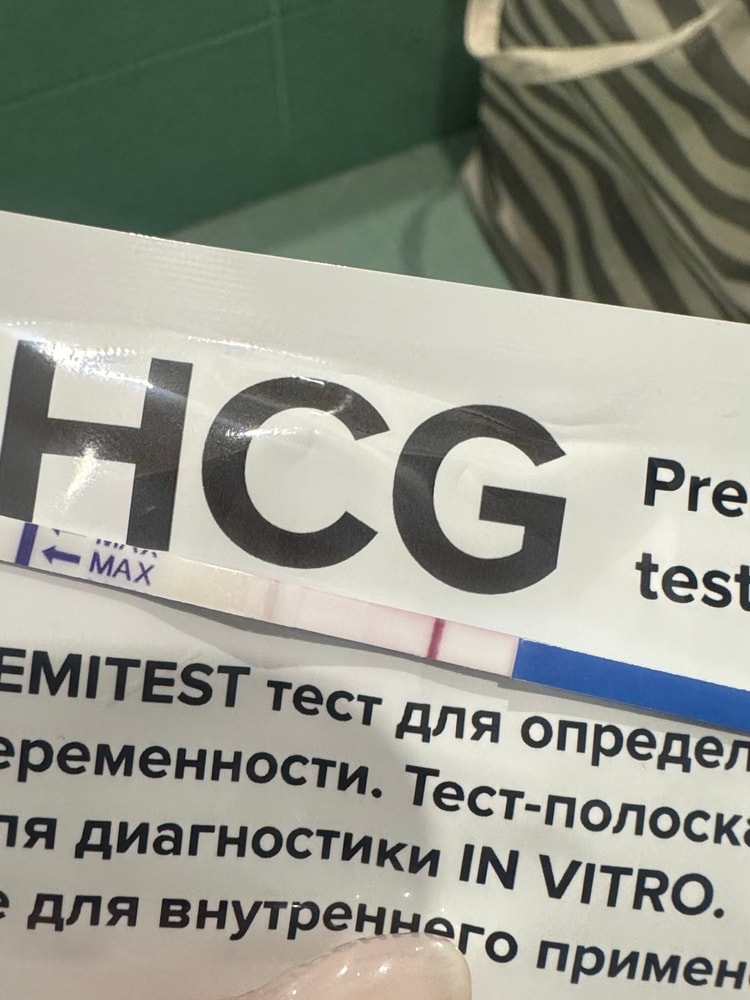 HCG
Pre
test
MAX
MAX
EMITEST тест для определ
еременности. Тест-полоска
ля диагностики IN VITRO.
е для внутреннего примен